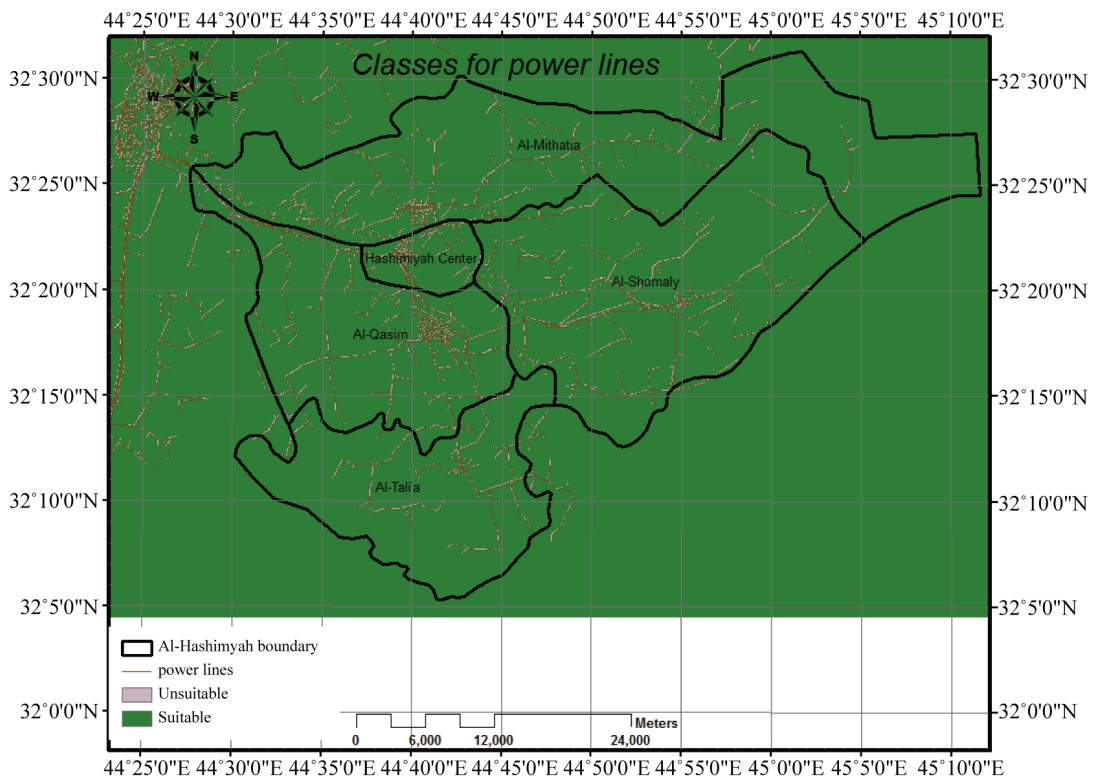 44°25'0"E 44°30'0"E 44°35'0"E 44°40'0"E 44°45'0"E 44°50'0"E 44°55'0"E 45°0'0"E 45°5'0"E 45°10'0"E
Classes for power lines
N
W E
S
32°30'0"N 32°30'0"N
Al-Mithatia
32°25'0"N 32°25'0"N
Hashimiyah Center
Al-Shomaly
32°20'0"N 32°20'0"N
Al-Qasim
32°15'0"N 32°15'0"N
Al-Tali'a
32°10'0"N 32°10'0"N
32°5'0"N 32°5'0"N
Al-Hashimyah boundary
power lines
Unsuitable
Suitable
32°0'0"N 32°0'0"N
Meters
0 6,000 12,000 24,000
44°25'0"E 44°30'0"E 44°35'0"E 44°40'0"E 44°45'0"E 44°50'0"E 44°55'0"E 45°0'0"E 45°5'0"E 45°10'0"E